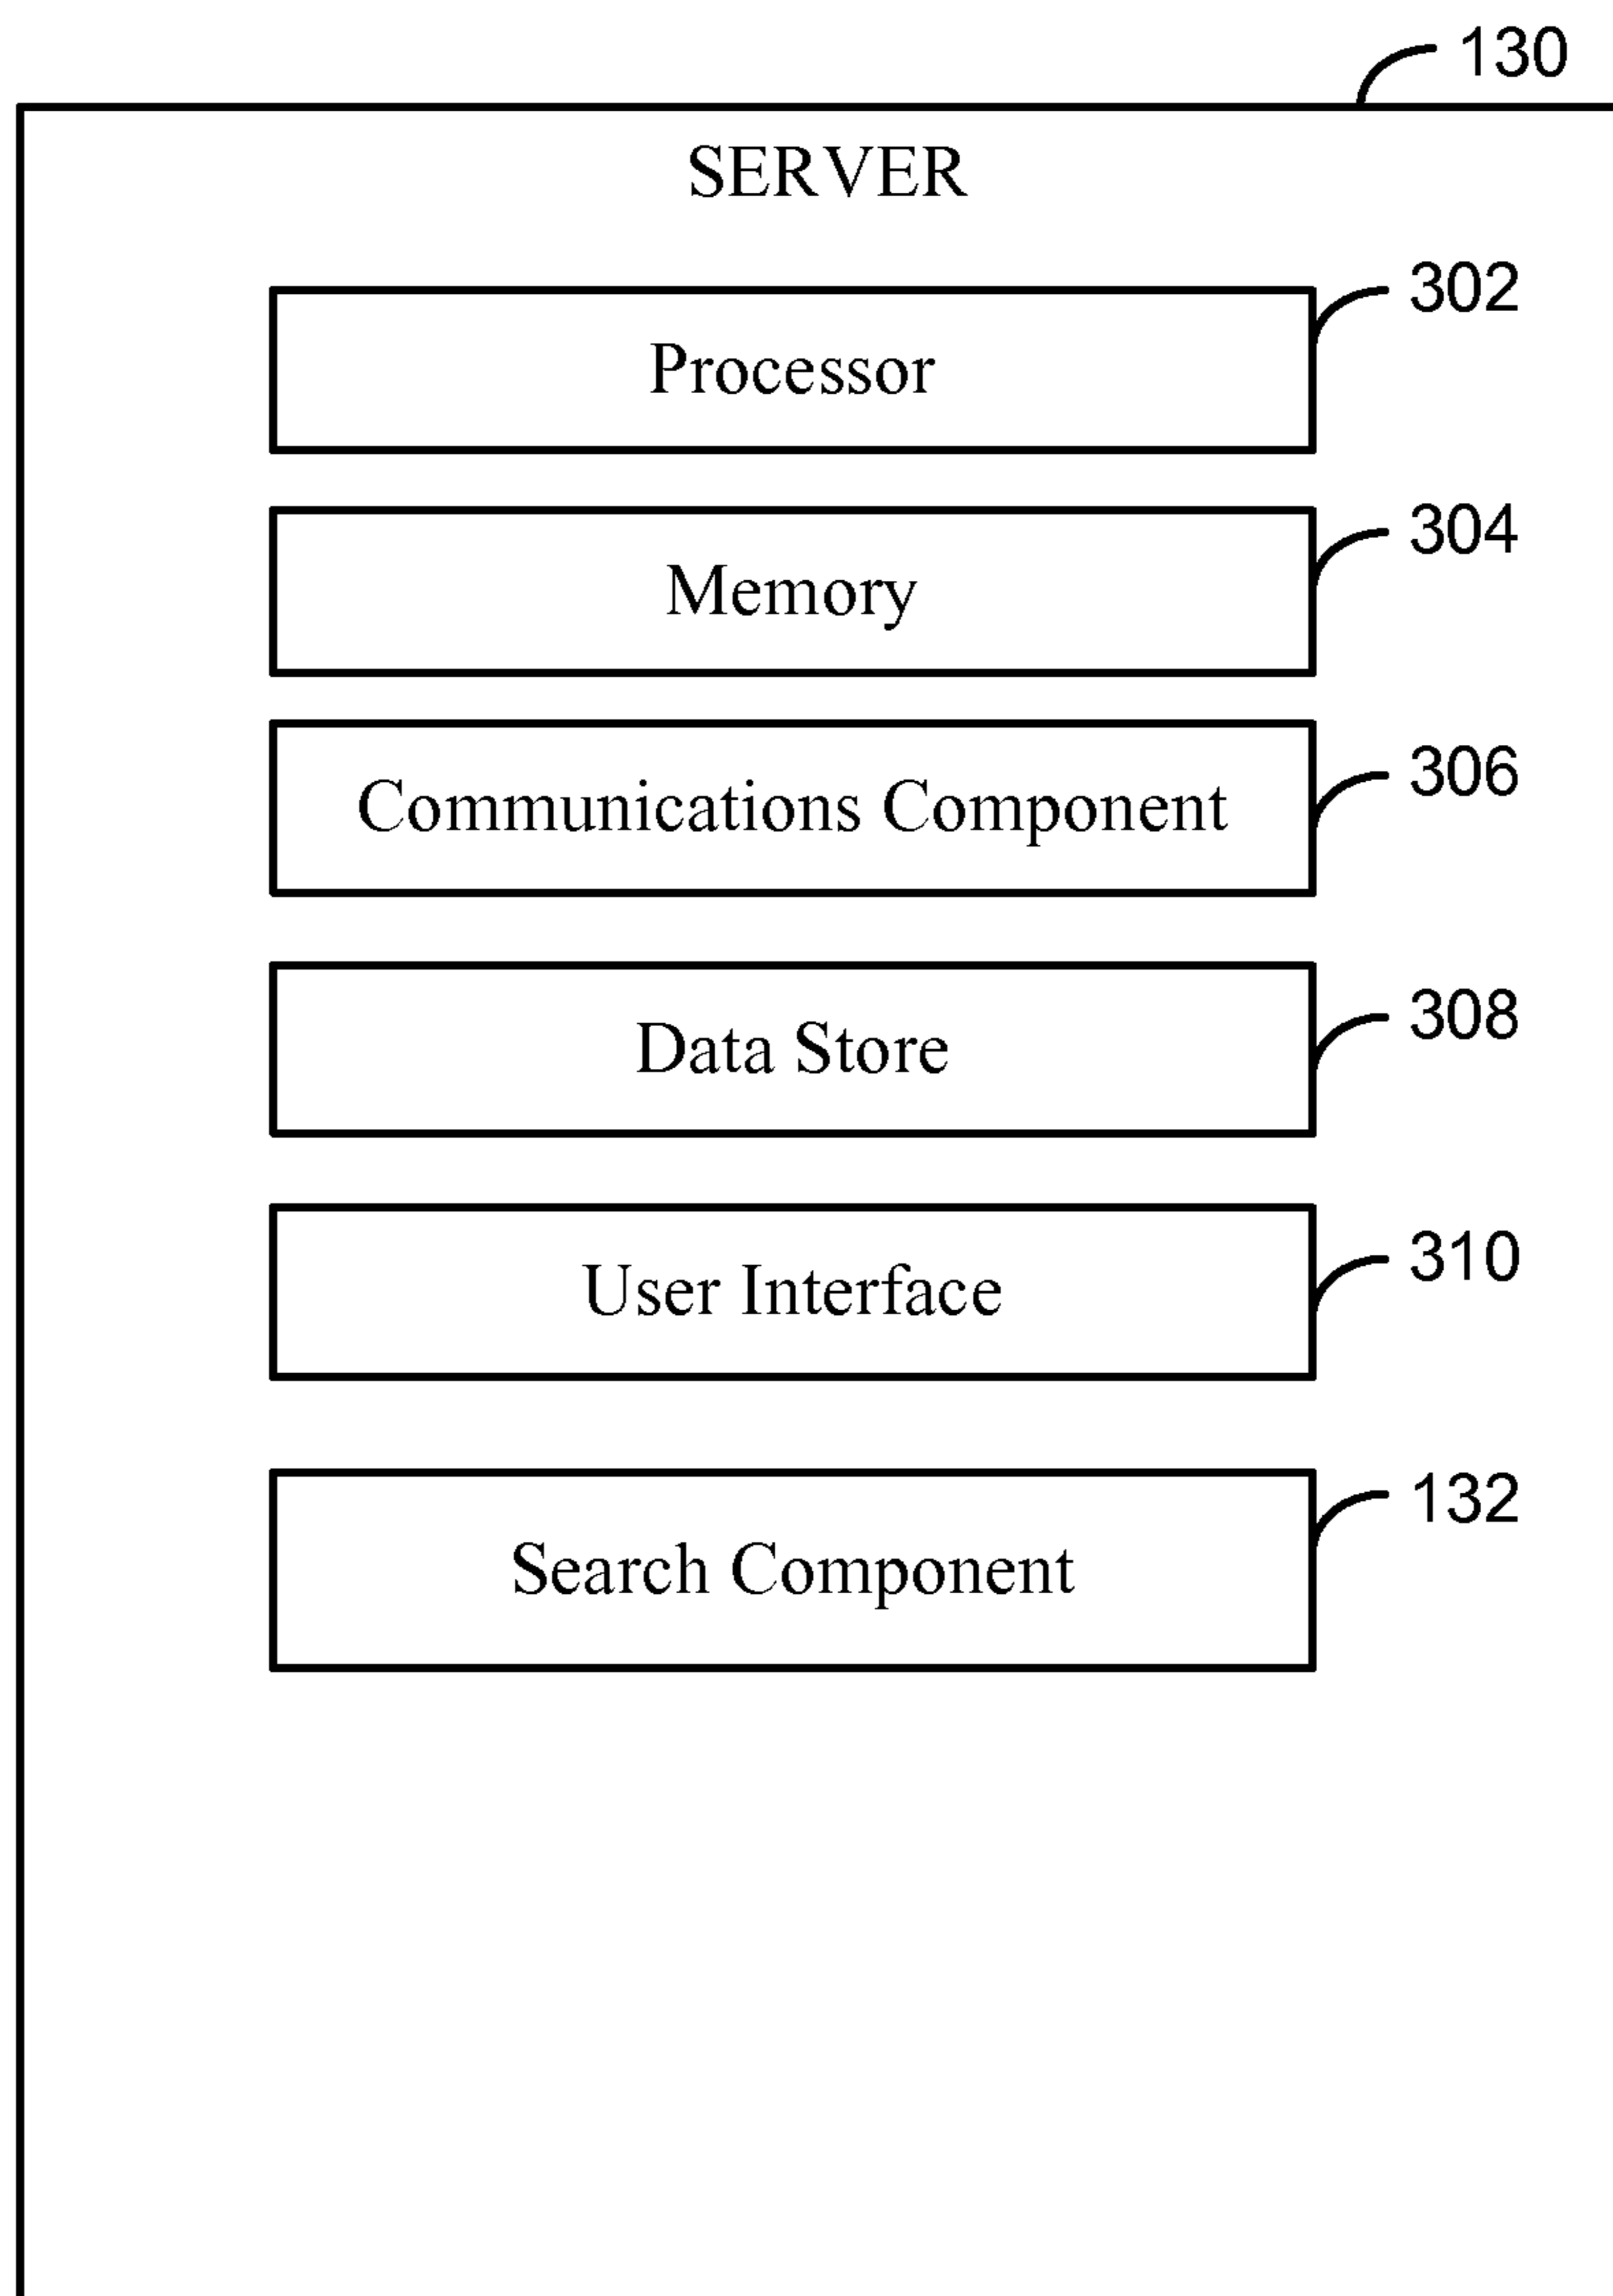 130
SERVER
302
Processor
304
Memory
306
Communications Component
308
Data Store
310
User Interface
132
Search Component